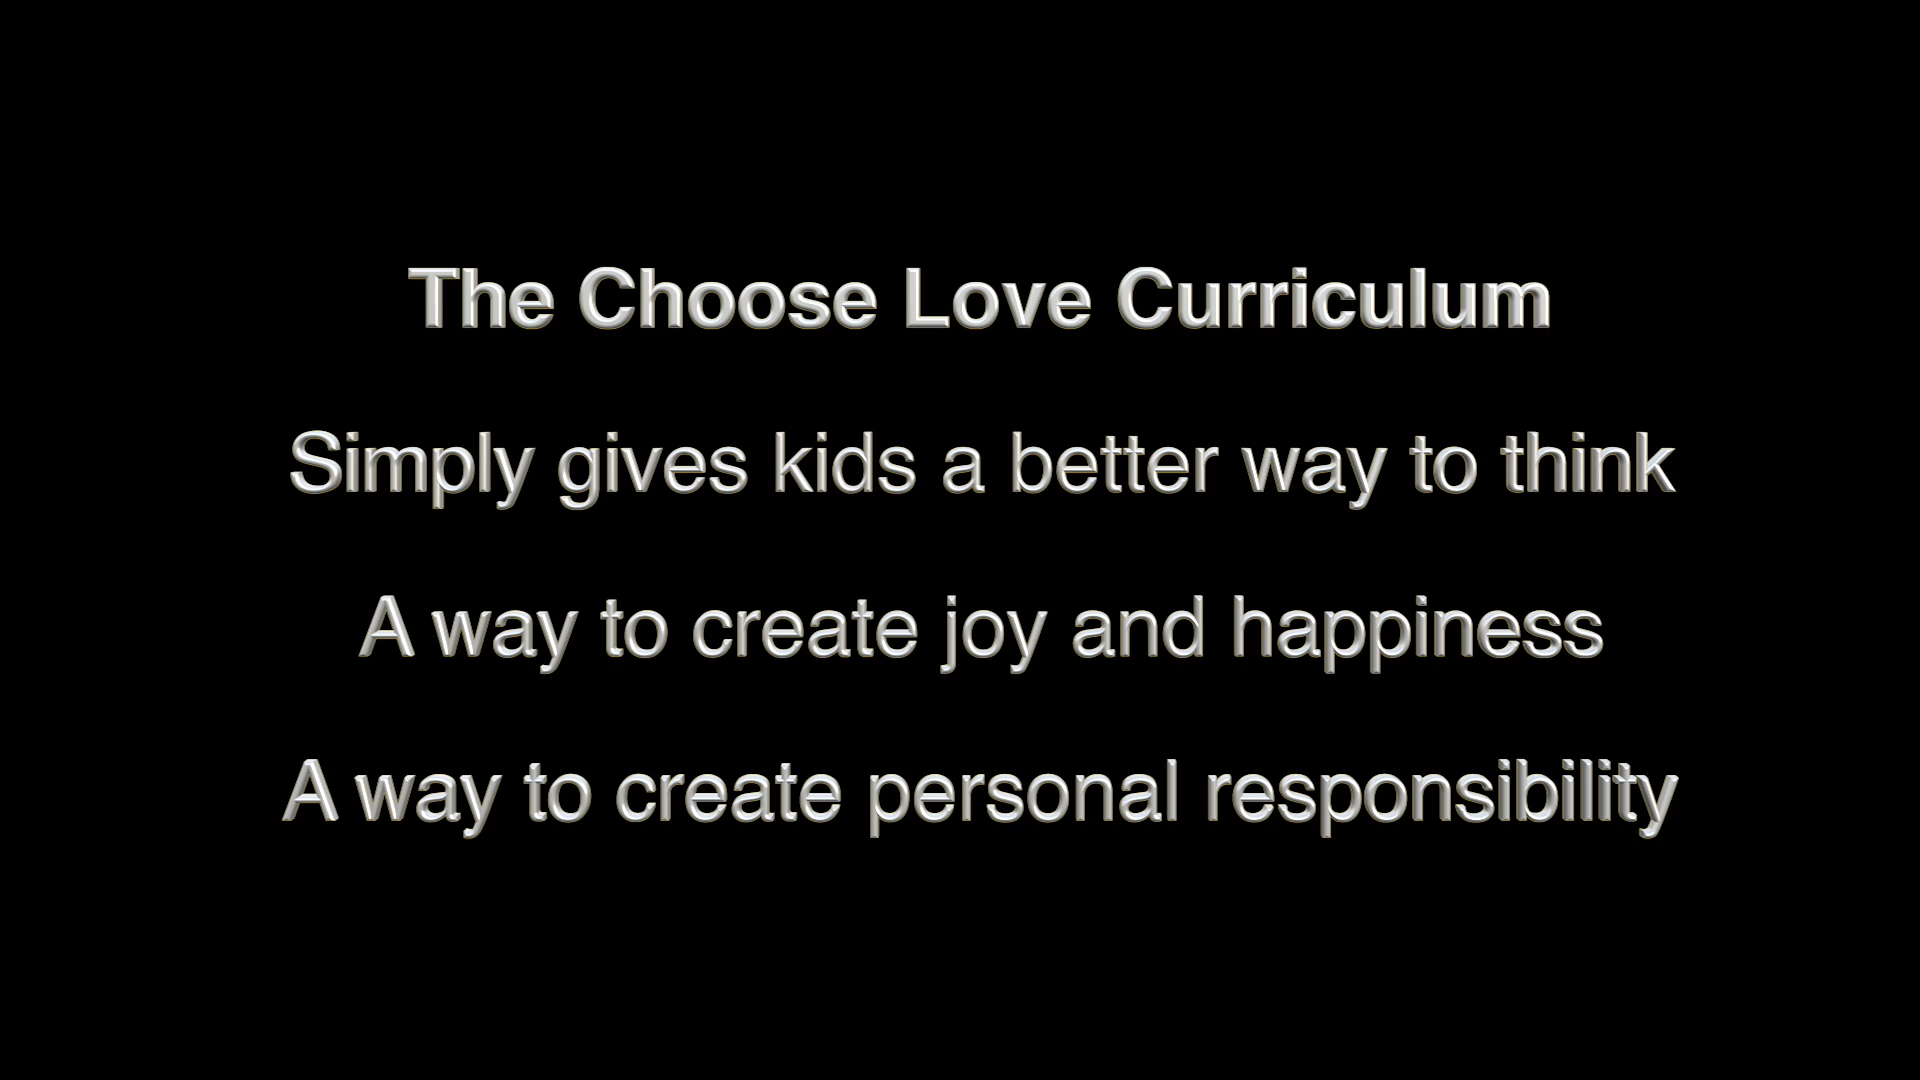 The Choose Love Curriculum
Simply gives kids a better way to think
A way to create joy and happiness
A way to create personal responsibility